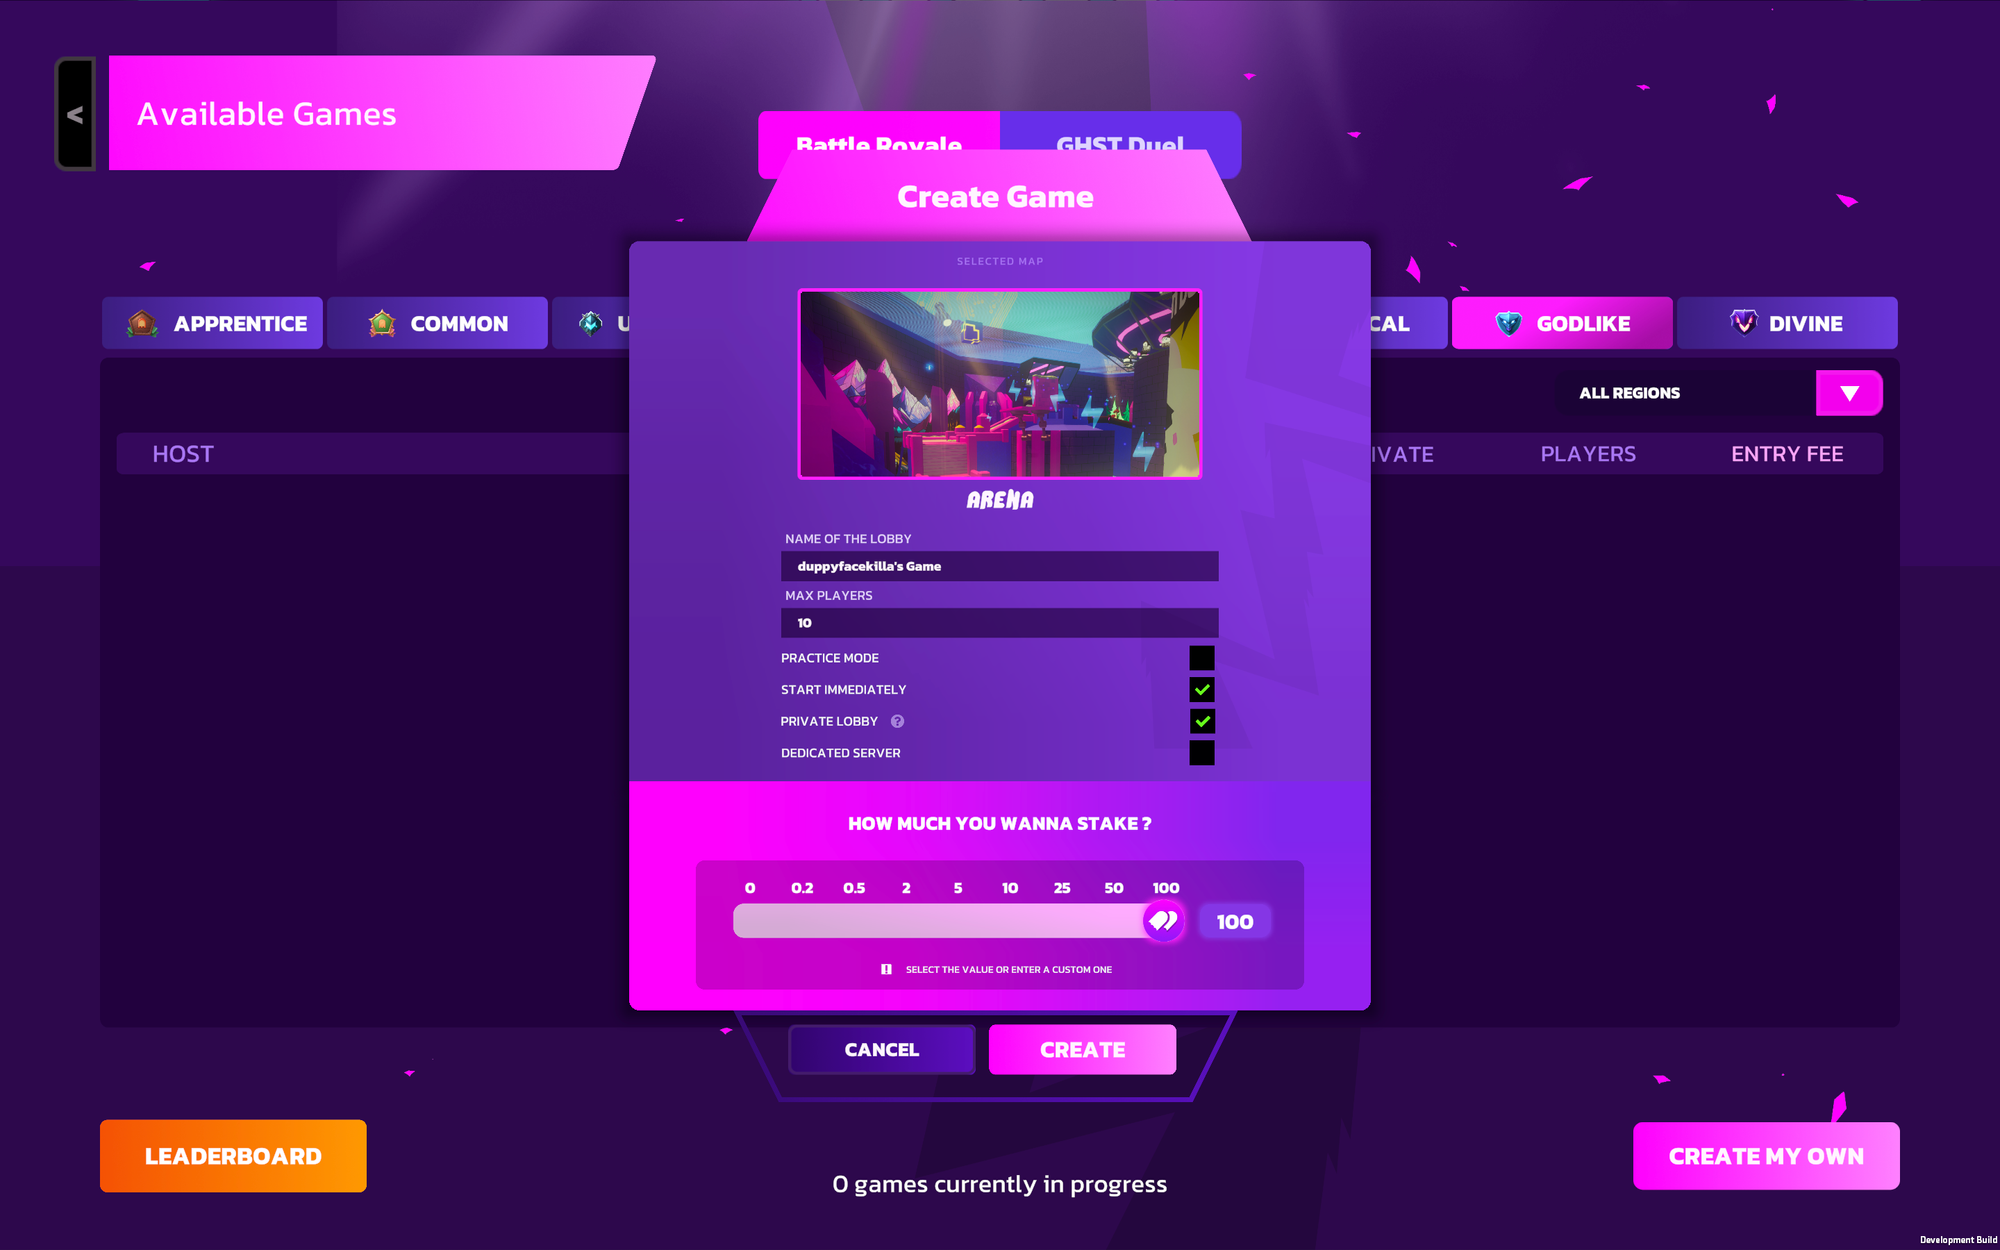 <
Available Games
Battle Royale
GHST Duel
Create Game
SELECTED MAP
APPRENTICE
COMMON
U
CAL
GODLIKE
DIVINE
ALL REGIONS
HOST
IVATE
PLAYERS
ENTRY FEE
ARENA
NAME OF THE LOBBY
duppyfacekilla's Game
MAX PLAYERS
10
PRACTICE MODE
START IMMEDIATELY
PRIVATE LOBBY ?
DEDICATED SERVER
HOW MUCH YOU WANNA STAKE ?
0 0.2 0.5 2 5 10 25 50 100
100
! SELECT THE VALUE OR ENTER A CUSTOM ONE
CANCEL
CREATE
LEADERBOARD
CREATE MY OWN
0 games currently in progress
Development Build